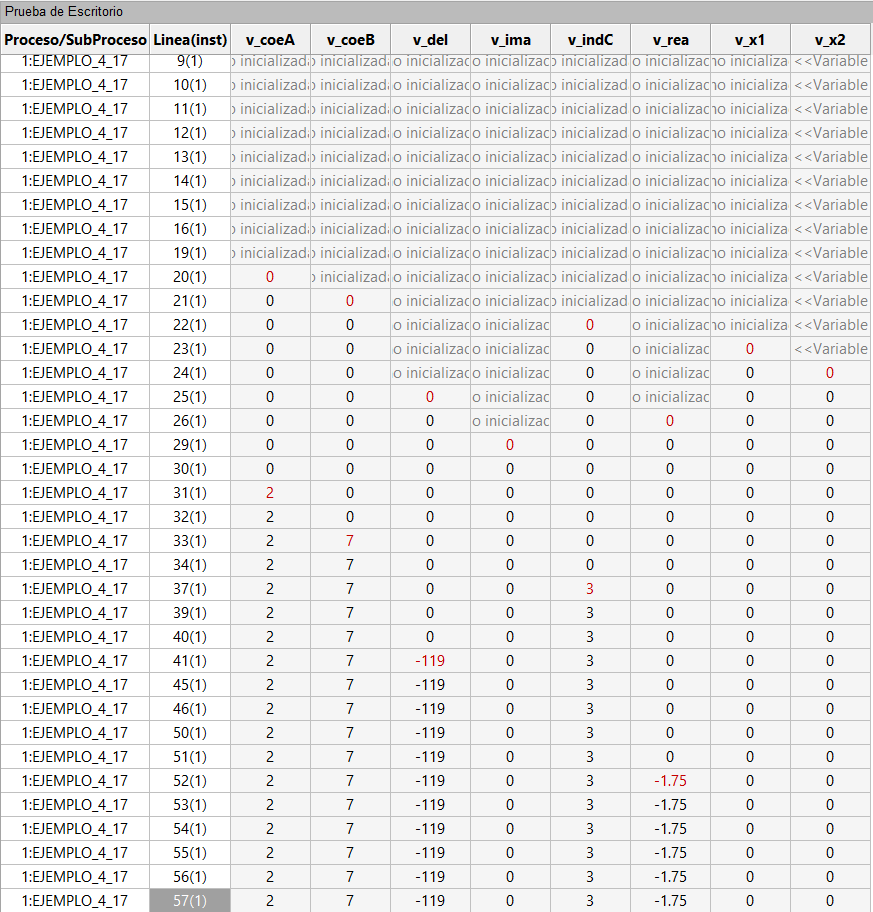 Prueba de Escritorio
Proceso/SubProceso Linea(inst) v_coeA v_coeB v_del v_ima v_indC v_rea v_x1 v_x2
1:EJEMPLO_4_17 9(1) o inicializada o inicializada o inicializac o inicializac o inicializad o inicializac no inicializa <<Variable
1:EJEMPLO_4_17 10(1) o inicializada o inicializada o inicializac o inicializac o inicializad o inicializac no inicializa <<Variable
1:EJEMPLO_4_17 11(1) o inicializada o inicializada o inicializac o inicializac o inicializad o inicializac no inicializa <<Variable
1:EJEMPLO_4_17 12(1) o inicializada o inicializada o inicializac o inicializac o inicializad o inicializac no inicializa <<Variable
1:EJEMPLO_4_17 13(1) o inicializada o inicializada o inicializac o inicializac o inicializad o inicializac no inicializa <<Variable
1:EJEMPLO_4_17 14(1) o inicializada o inicializada o inicializac o inicializac o inicializad o inicializac no inicializa <<Variable
1:EJEMPLO_4_17 15(1) o inicializada o inicializada o inicializac o inicializac o inicializad o inicializac no inicializa <<Variable
1:EJEMPLO_4_17 16(1) o inicializada o inicializada o inicializac o inicializac o inicializad o inicializac no inicializa <<Variable
1:EJEMPLO_4_17 19(1) o inicializada o inicializada o inicializac o inicializac o inicializad o inicializac no inicializa <<Variable
1:EJEMPLO_4_17 20(1) 0 o inicializada o inicializac o inicializac o inicializad o inicializac no inicializa <<Variable
1:EJEMPLO_4_17 21(1) 0 0 o inicializac o inicializac o inicializad o inicializac no inicializa <<Variable
1:EJEMPLO_4_17 22(1) 0 0 o inicializac o inicializac 0 o inicializac no inicializa <<Variable
1:EJEMPLO_4_17 23(1) 0 0 o inicializac o inicializac 0 o inicializac 0 <<Variable
1:EJEMPLO_4_17 24(1) 0 0 o inicializac o inicializac 0 o inicializac 0 0
1:EJEMPLO_4_17 25(1) 0 0 0 o inicializac 0 o inicializac 0 0
1:EJEMPLO_4_17 26(1) 0 0 0 o inicializac 0 0 0 0
1:EJEMPLO_4_17 29(1) 0 0 0 0 0 0 0 0
1:EJEMPLO_4_17 30(1) 0 0 0 0 0 0 0 0
1:EJEMPLO_4_17 31(1) 2 0 0 0 0 0 0 0
1:EJEMPLO_4_17 32(1) 2 0 0 0 0 0 0 0
1:EJEMPLO_4_17 33(1) 2 7 0 0 0 0 0 0
1:EJEMPLO_4_17 34(1) 2 7 0 0 0 0 0 0
1:EJEMPLO_4_17 37(1) 2 7 0 0 3 0 0 0
1:EJEMPLO_4_17 39(1) 2 7 0 0 3 0 0 0
1:EJEMPLO_4_17 40(1) 2 7 0 0 3 0 0 0
1:EJEMPLO_4_17 41(1) 2 7 -119 0 3 0 0 0
1:EJEMPLO_4_17 45(1) 2 7 -119 0 3 0 0 0
1:EJEMPLO_4_17 46(1) 2 7 -119 0 3 0 0 0
1:EJEMPLO_4_17 50(1) 2 7 -119 0 3 0 0 0
1:EJEMPLO_4_17 51(1) 2 7 -119 0 3 0 0 0
1:EJEMPLO_4_17 52(1) 2 7 -119 0 3 -1.75 0 0
1:EJEMPLO_4_17 53(1) 2 7 -119 0 3 -1.75 0 0
1:EJEMPLO_4_17 54(1) 2 7 -119 0 3 -1.75 0 0
1:EJEMPLO_4_17 55(1) 2 7 -119 0 3 -1.75 0 0
1:EJEMPLO_4_17 56(1) 2 7 -119 0 3 -1.75 0 0
1:EJEMPLO_4_17 57(1) 2 7 -119 0 3 -1.75 0 0